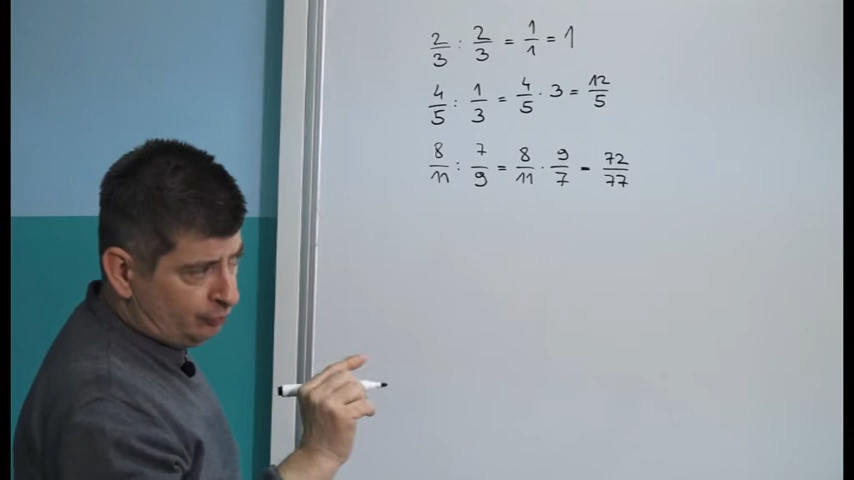 2/3 : 2/3 = 1/1 = 1
4/5 : 1/3 = 4/5 · 3 = 12/5
8/11 : 7/9 = 8/11 · 9/7 = 72/77